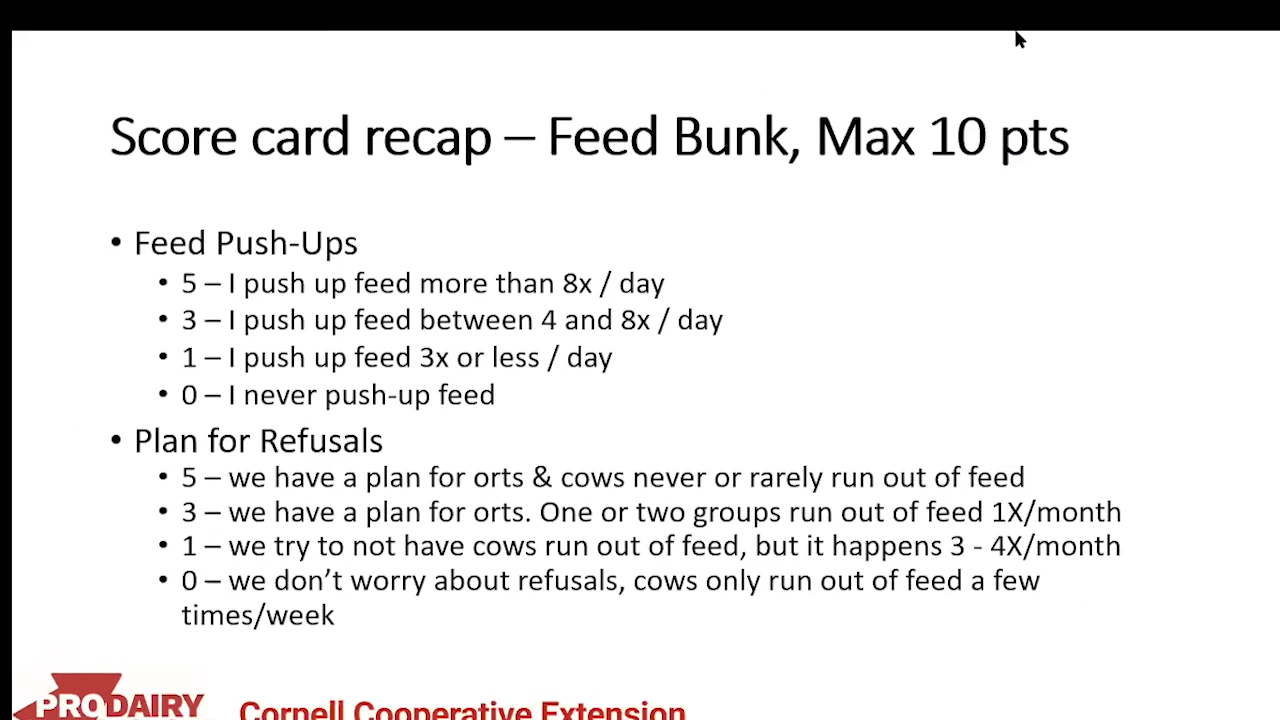 Score card recap – Feed Bunk, Max 10 pts
• Feed Push-Ups
• 5 – I push up feed more than 8x / day
• 3 – I push up feed between 4 and 8x / day
• 1 – I push up feed 3x or less / day
• 0 – I never push-up feed
• Plan for Refusals
• 5 – we have a plan for orts & cows never or rarely run out of feed
• 3 – we have a plan for orts. One or two groups run out of feed 1X/month
• 1 – we try to not have cows run out of feed, but it happens 3 - 4X/month
• 0 – we don’t worry about refusals, cows only run out of feed a few
times/week
PRODAIRY
Cornell Cooperative Extension